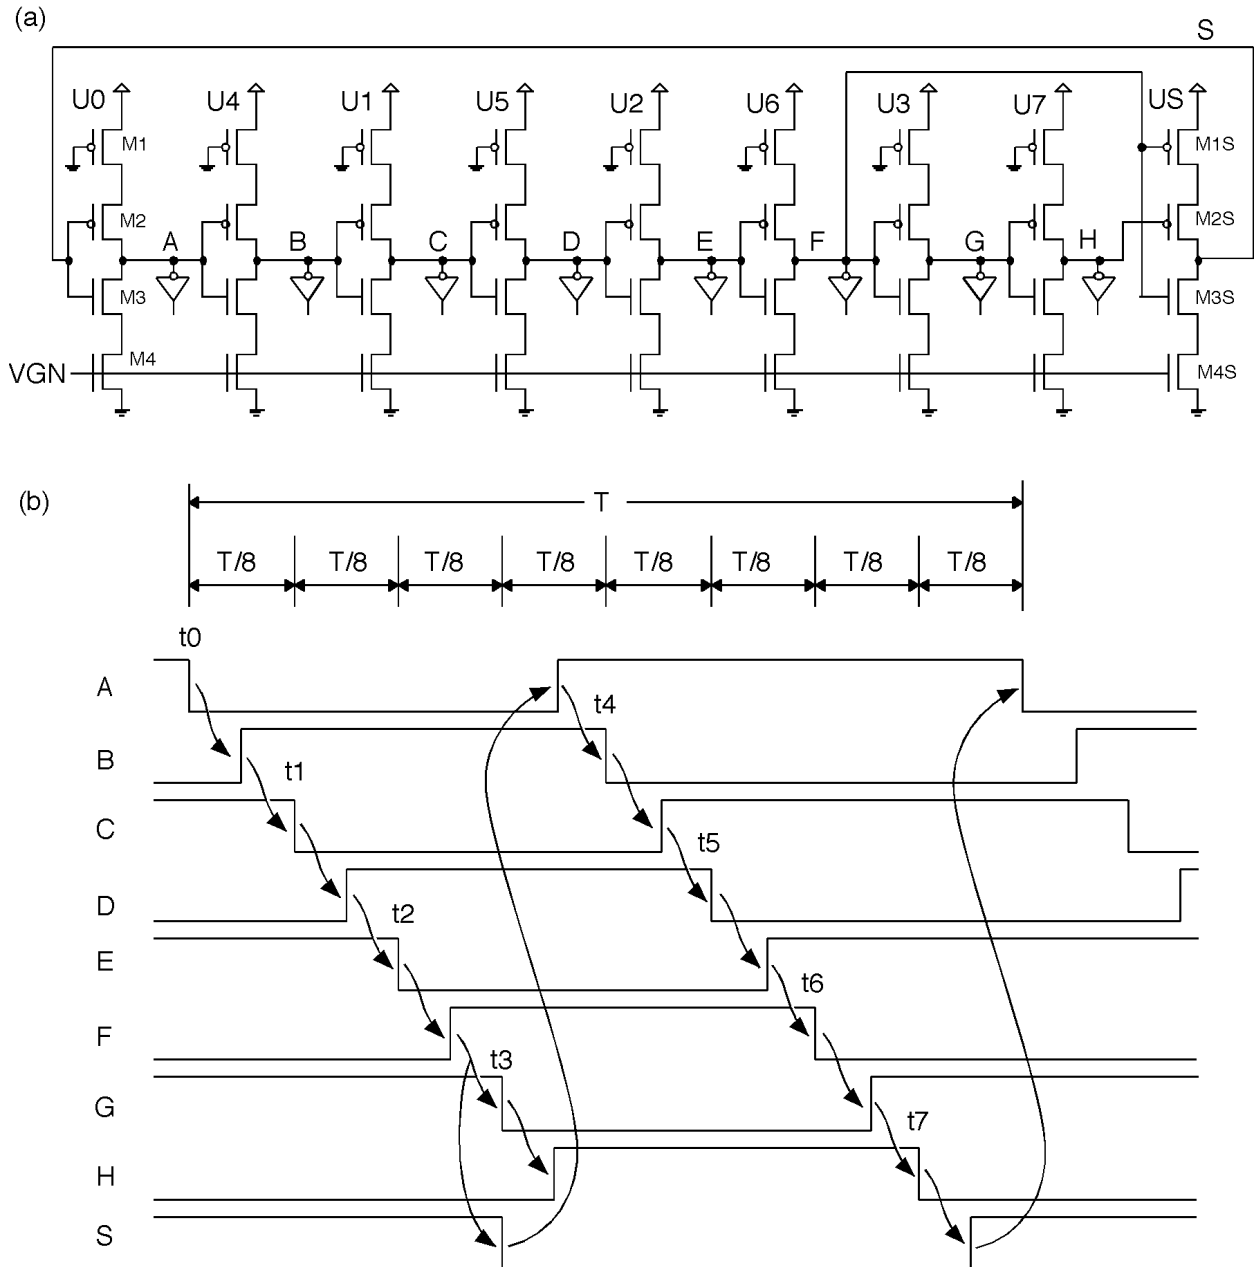 (a)
S
U0 U4 U1 U5 U2 U6 U3 U7 US
M1 M1S
M2 M2S
A B C D E F G H
M3 M3S
VGN M4 M4S
(b)
T
T/8 T/8 T/8 T/8 T/8 T/8 T/8 T/8
t0
A
t4
B
t1
C
t5
D
t2
E
t6
F
t3
G
t7
H
S